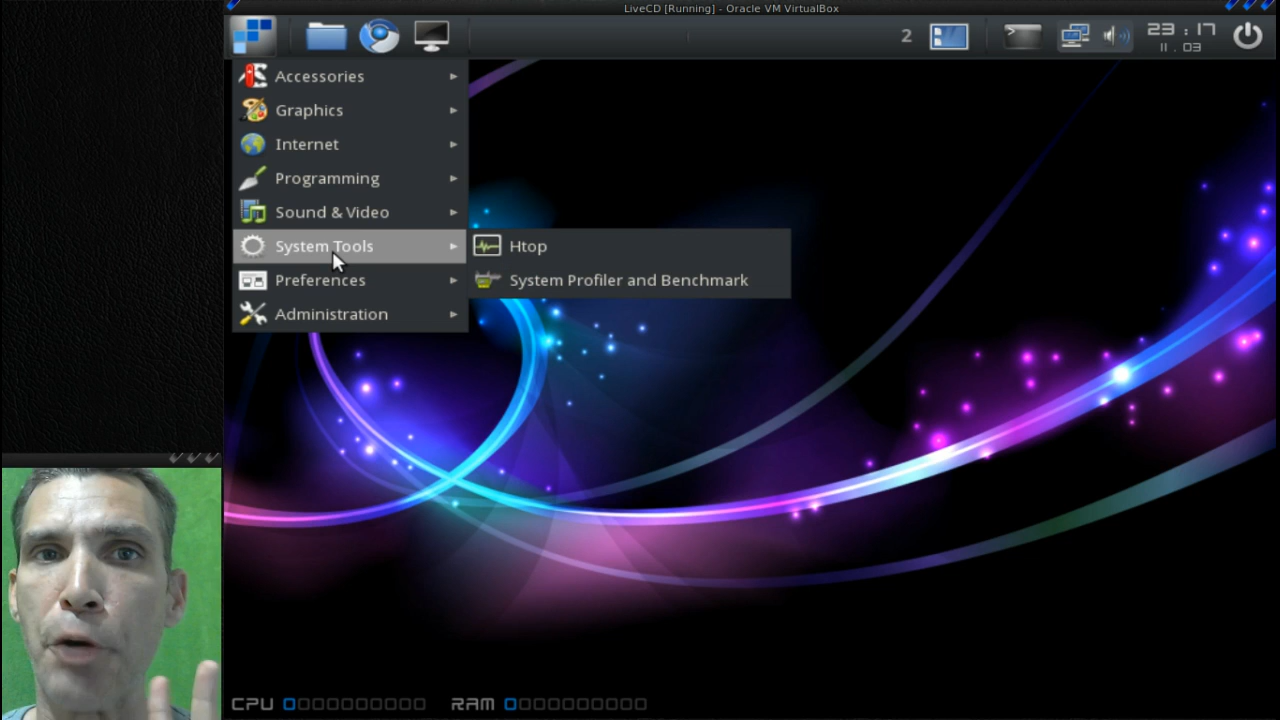 LiveCD [Running] - Oracle VM VirtualBox
2
23 : 17
11 . 03
Accessories
Graphics
Internet
Programming
Sound & Video
System Tools
Htop
Preferences
System Profiler and Benchmark
Administration
CPU
RAM